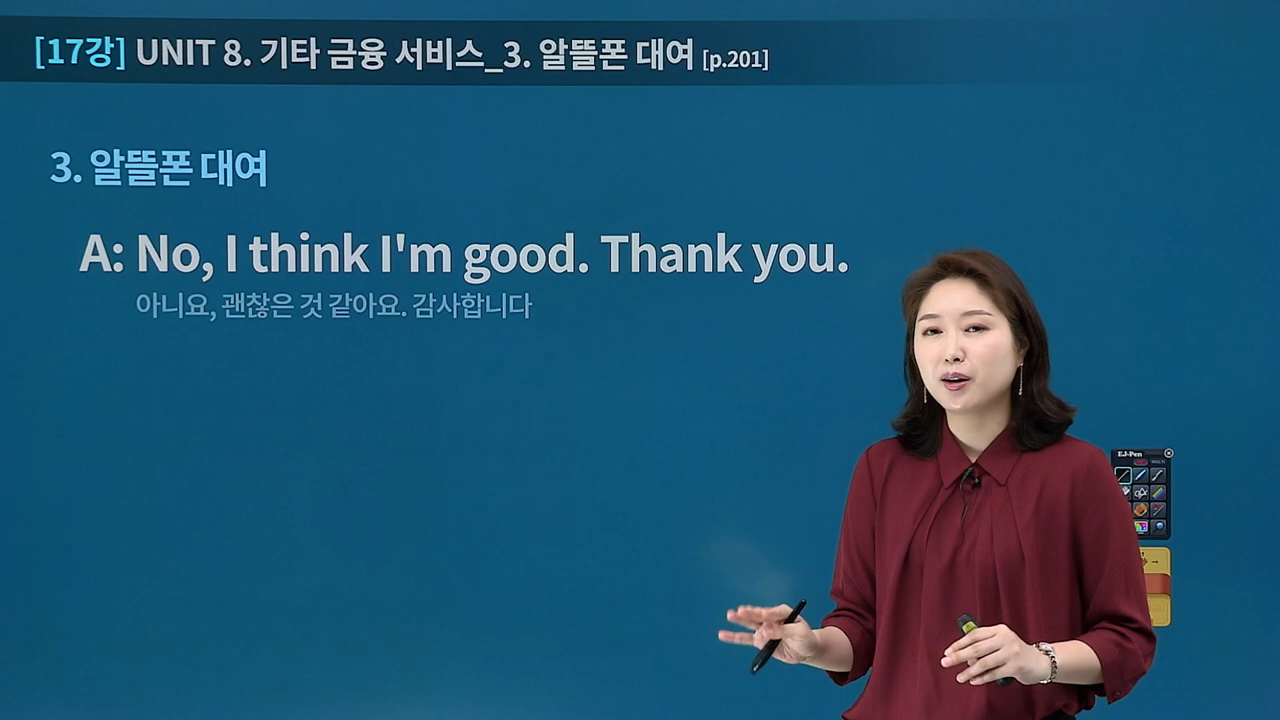 [17강] UNIT 8. 기타 금융 서비스_3. 알뜰폰 대여 [p.201]
3. 알뜰폰 대여
A: No, I think I'm good. Thank you.
아니요, 괜찮은 것 같아요. 감사합니다
EJ-Pen